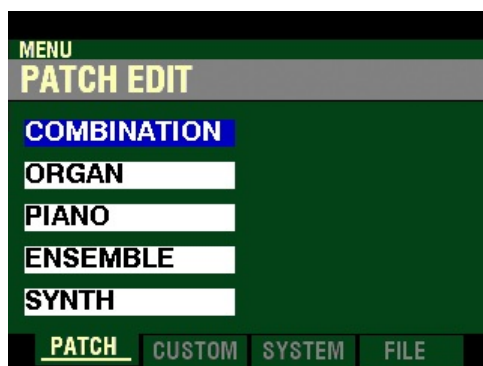 MENU
PATCH EDIT
COMBINATION
ORGAN
PIANO
ENSEMBLE
SYNTH
PATCH CUSTOM SYSTEM FILE